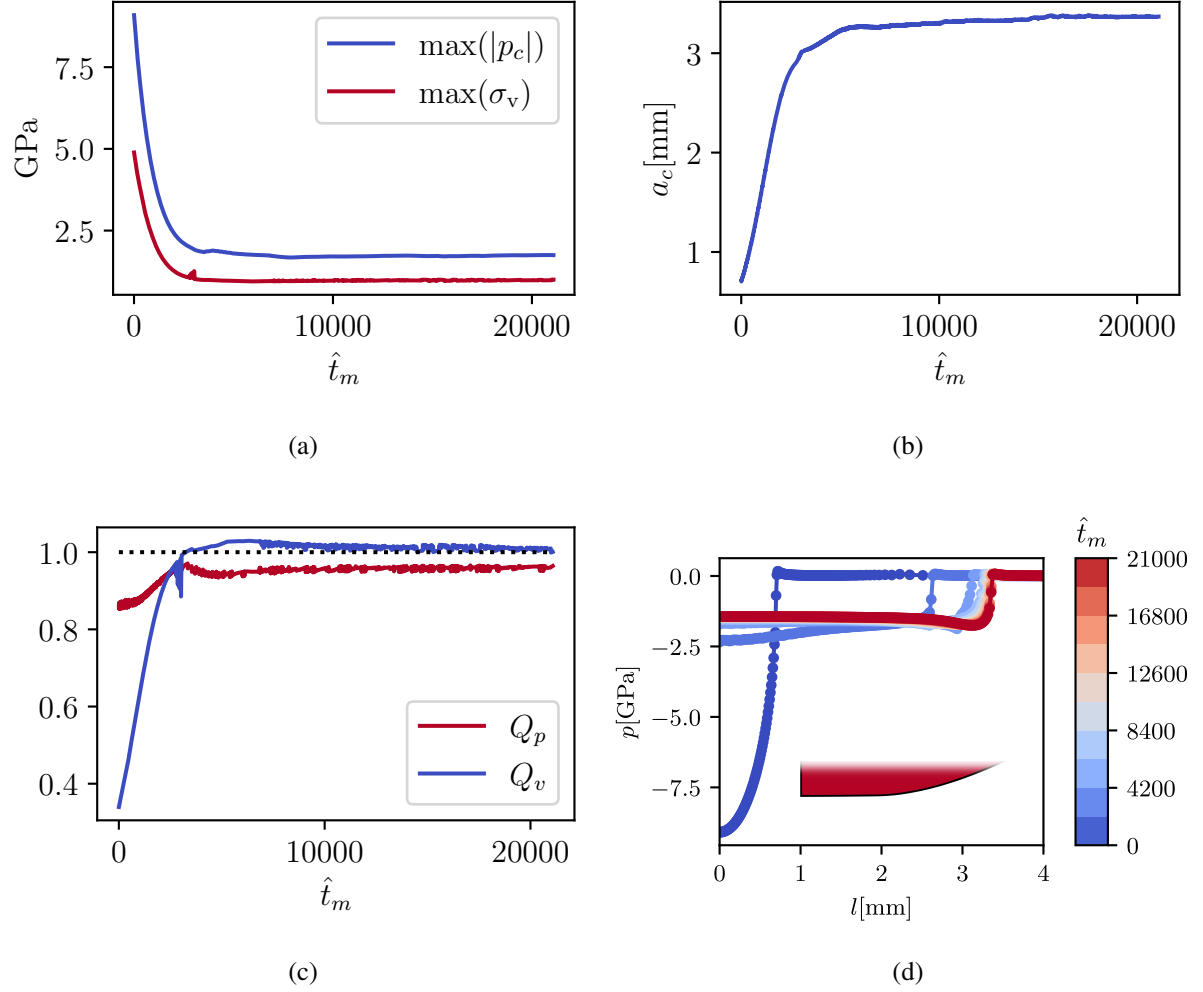 7.5
5.0
2.5
GPa
max(|p_c|)
max(σ_v)
0 10000 20000
t̂_m
(a)
3
2
1
a_c[mm]
0 10000 20000
t̂_m
(b)
1.0
0.8
0.6
0.4
Q_p
Q_v
0 10000 20000
t̂_m
(c)
0.0
−2.5
−5.0
−7.5
p[GPa]
0 1 2 3 4
l[mm]
t̂_m
21000
16800
12600
8400
4200
0
(d)